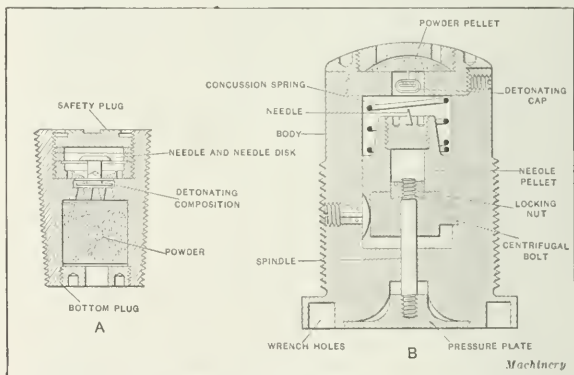 SAFETY PLUG
NEEDLE AND NEEDLE DISK
DETONATING
COMPOSITION
POWDER
BOTTOM PLUG
A
POWDER PELLET
CONCUSSION SPRING
NEEDLE
BODY
DETONATING
CAP
NEEDLE
PELLET
LOCKING
NUT
CENTRIFUGAL
BOLT
SPINDLE
WRENCH HOLES
B
PRESSURE PLATE
Machinery